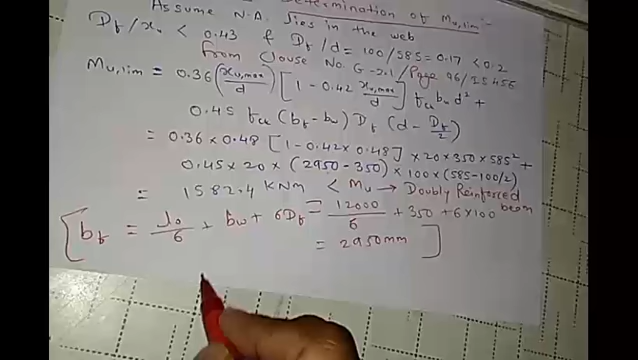 Determination of Mu,lim:-
Assume N.A. lies in the web
Df/xu < 0.43 & Df/d = 100/585 = 0.17 < 0.2
from Clouse No. G-2.1/Page 96/IS 456
Mu,lim = 0.36 (xu,max/d) [1 - 0.42 xu,max/d] fck bw d² +
0.45 fck (bf - bw) Df (d - Df/2)
= 0.36 × 0.48 [1 - 0.42 × 0.48] × 20 × 350 × 585² +
0.45 × 20 × (2950 - 350) × 100 × (585 - 100/2)
= 1582.4 KNm < Mu → Doubly Reinforced beam
[bf = lo/6 + bw + 6Df = 12000/6 + 350 + 6×100
= 2950mm]